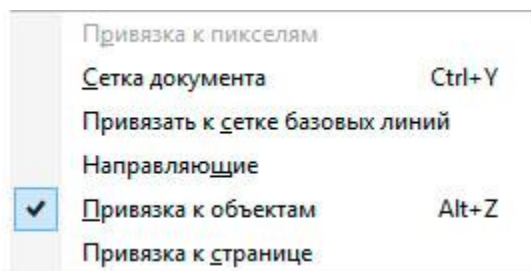 Привязка к пикселям
Сетка документа Ctrl+Y
Привязать к сетке базовых линий
Направляющие
Привязка к объектам Alt+Z
Привязка к странице